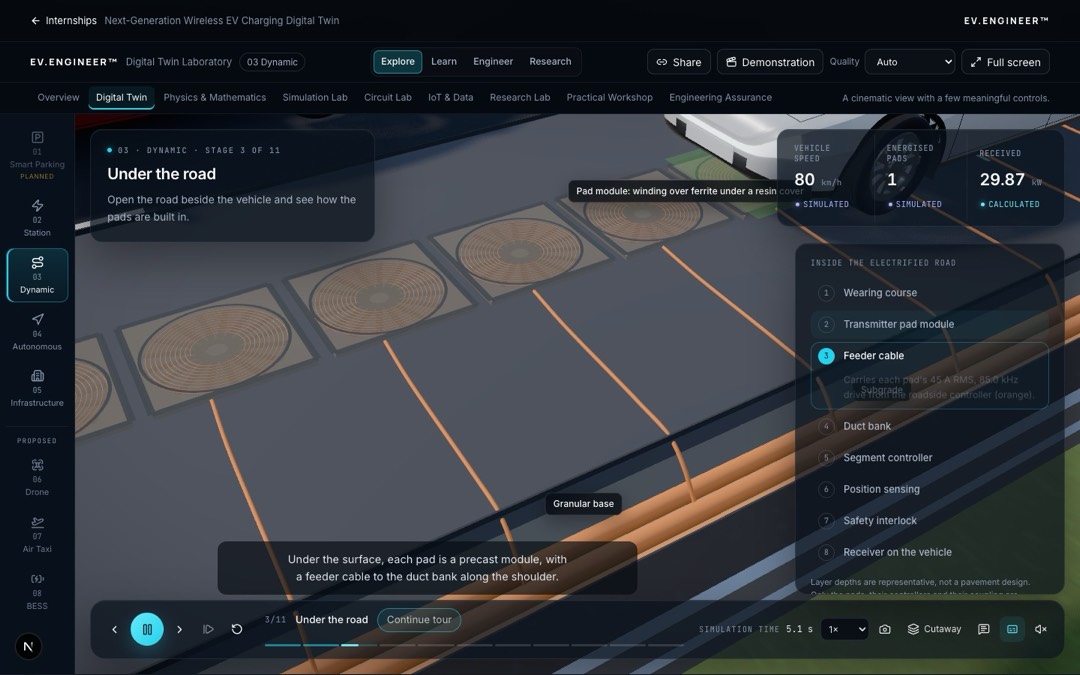 Internships Next-Generation Wireless EV Charging Digital Twin
EV.ENGINEER™
EV.ENGINEER™ Digital Twin Laboratory 03 Dynamic
Explore Learn Engineer Research
Share Demonstration Quality Auto Full screen
Overview Digital Twin Physics & Mathematics Simulation Lab Circuit Lab IoT & Data Research Lab Practical Workshop Engineering Assurance
A cinematic view with a few meaningful controls.
P
01
Smart Parking
PLANNED
02
Station
03
Dynamic
04
Autonomous
05
Infrastructure
PROPOSED
06
Drone
07
Air Taxi
08
BESS
N
03 · DYNAMIC · STAGE 3 OF 11
Under the road
Open the road beside the vehicle and see how the
pads are built in.
Pad module: winding over ferrite under a resin cover
VEHICLE SPEED
80 km/h
SIMULATED
ENERGISED PADS
1
SIMULATED
RECEIVED
29.87 kW
CALCULATED
INSIDE THE ELECTRIFIED ROAD
1 Wearing course
2 Transmitter pad module
3 Feeder cable
Carries each pad's 45 A RMS, 85.0 kHz
drive from the roadside controller (orange).
Subgrade
4 Duct bank
5 Segment controller
6 Position sensing
7 Safety interlock
8 Receiver on the vehicle
Layer depths are representative, not a pavement design.
Granular base
Under the surface, each pad is a precast module, with
a feeder cable to the duct bank along the shoulder.
3/11 Under the road Continue tour
SIMULATION TIME 5.1 s 1× Cutaway